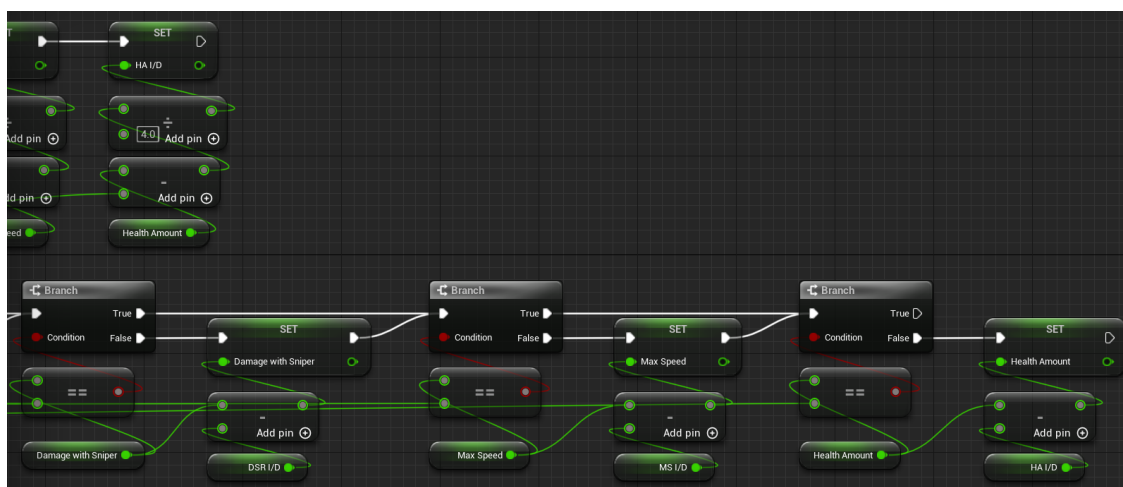 T
SET
HA I/D
÷
÷
4.0
Add pin
Add pin
-
dd pin
Add pin
eed
Health Amount
Branch
Branch
Branch
True
True
True
SET
SET
SET
Condition
False
Condition
False
Condition
False
Damage with Sniper
Max Speed
Health Amount
==
==
==
-
-
-
Add pin
Add pin
Add pin
Damage with Sniper
Max Speed
Health Amount
DSR I/D
MS I/D
HA I/D